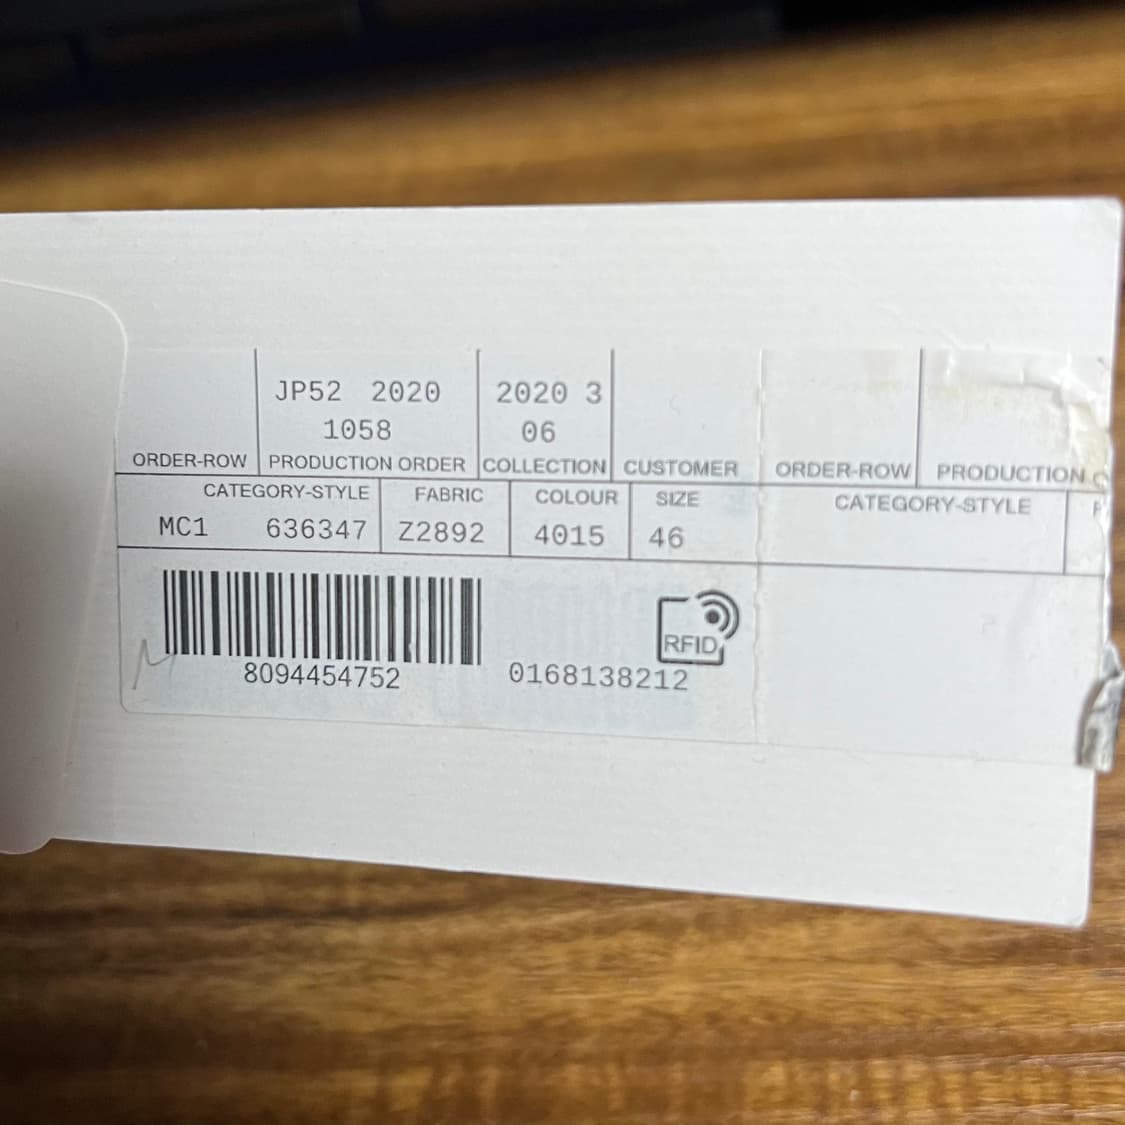 JP52 2020 2020 3
1058 06
ORDER-ROW PRODUCTION ORDER COLLECTION CUSTOMER ORDER-ROW PRODUCTION
CATEGORY-STYLE FABRIC COLOUR SIZE CATEGORY-STYLE
MC1 636347 Z2892 4015 46
RFID
8094454752 0168138212